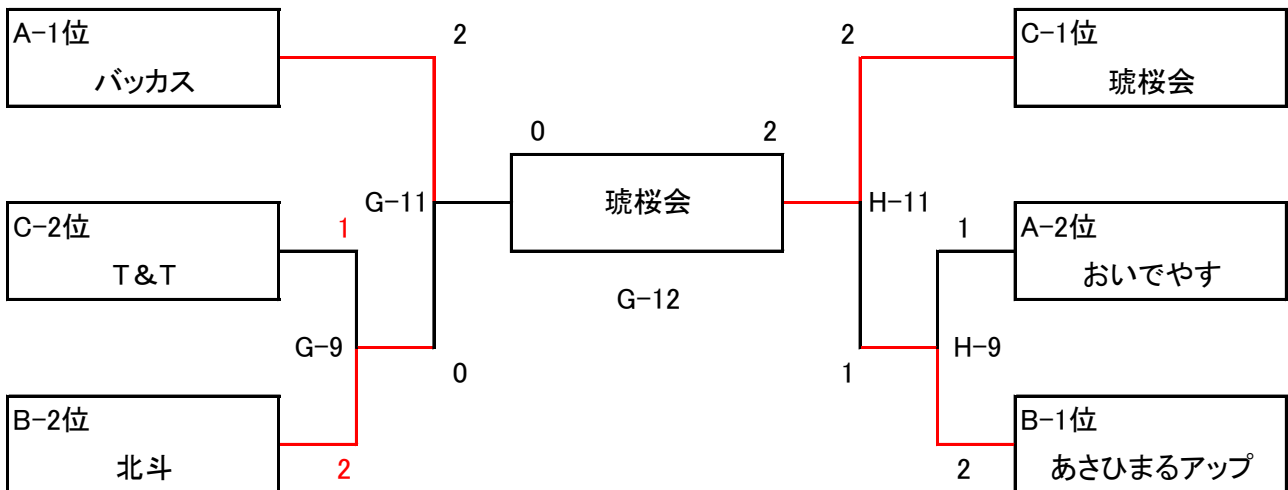 A-1位
バッカス
2
2
C-1位
琥桜会
0
2
琥桜会
G-11
H-11
C-2位
T&T
1
1
A-2位
おいでやす
G-12
G-9
H-9
0
1
B-2位
北斗
2
2
B-1位
あさひまるアップ